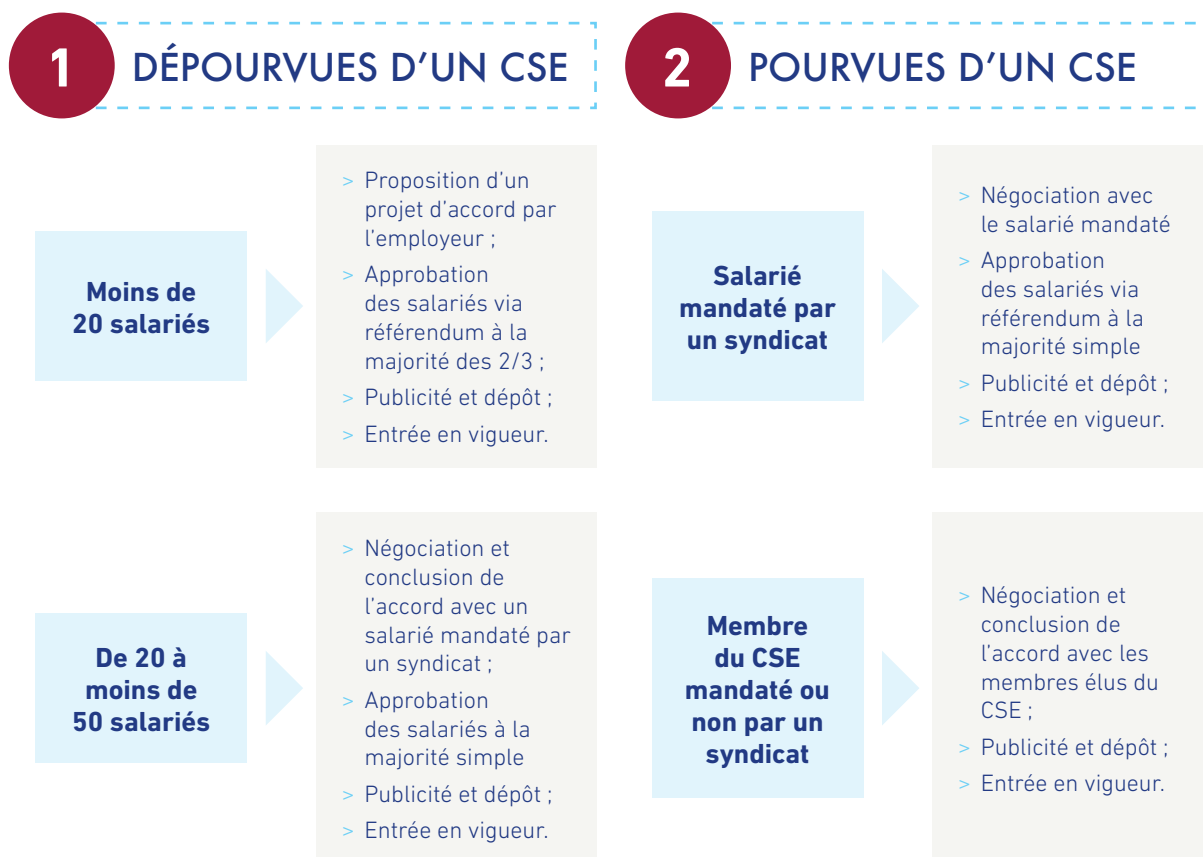 1
DÉPOURVUES D’UN CSE
Moins de
20 salariés
> Proposition d’un
projet d’accord par
l’employeur ;
> Approbation
des salariés via
référendum à la
majorité des 2/3 ;
> Publicité et dépôt ;
> Entrée en vigueur.
De 20 à
moins de
50 salariés
> Négociation et
conclusion de
l’accord avec un
salarié mandaté par
un syndicat ;
> Approbation
des salariés à la
majorité simple
> Publicité et dépôt ;
> Entrée en vigueur.
2
POURVUES D’UN CSE
Salarié
mandaté par
un syndicat
> Négociation avec
le salarié mandaté
> Approbation
des salariés via
référendum à la
majorité simple
> Publicité et dépôt ;
> Entrée en vigueur.
Membre
du CSE
mandaté ou
non par un
syndicat
> Négociation et
conclusion de
l’accord avec les
membres élus du
CSE ;
> Publicité et dépôt ;
> Entrée en vigueur.